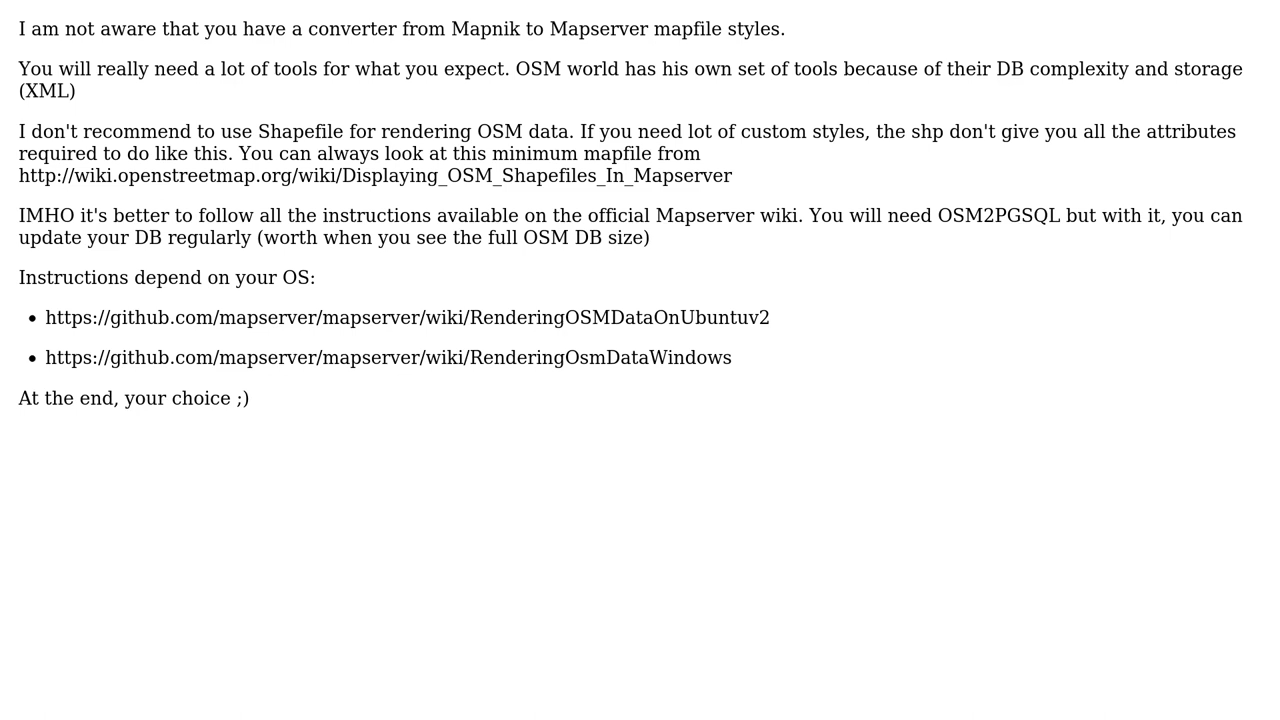 I am not aware that you have a converter from Mapnik to Mapserver mapfile styles.
You will really need a lot of tools for what you expect. OSM world has his own set of tools because of their DB complexity and storage
(XML)
I don't recommend to use Shapefile for rendering OSM data. If you need lot of custom styles, the shp don't give you all the attributes
required to do like this. You can always look at this minimum mapfile from
http://wiki.openstreetmap.org/wiki/Displaying_OSM_Shapefiles_In_Mapserver
IMHO it's better to follow all the instructions available on the official Mapserver wiki. You will need OSM2PGSQL but with it, you can
update your DB regularly (worth when you see the full OSM DB size)
Instructions depend on your OS:
• https://github.com/mapserver/mapserver/wiki/RenderingOSMDataOnUbuntuv2
• https://github.com/mapserver/mapserver/wiki/RenderingOsmDataWindows
At the end, your choice ;)